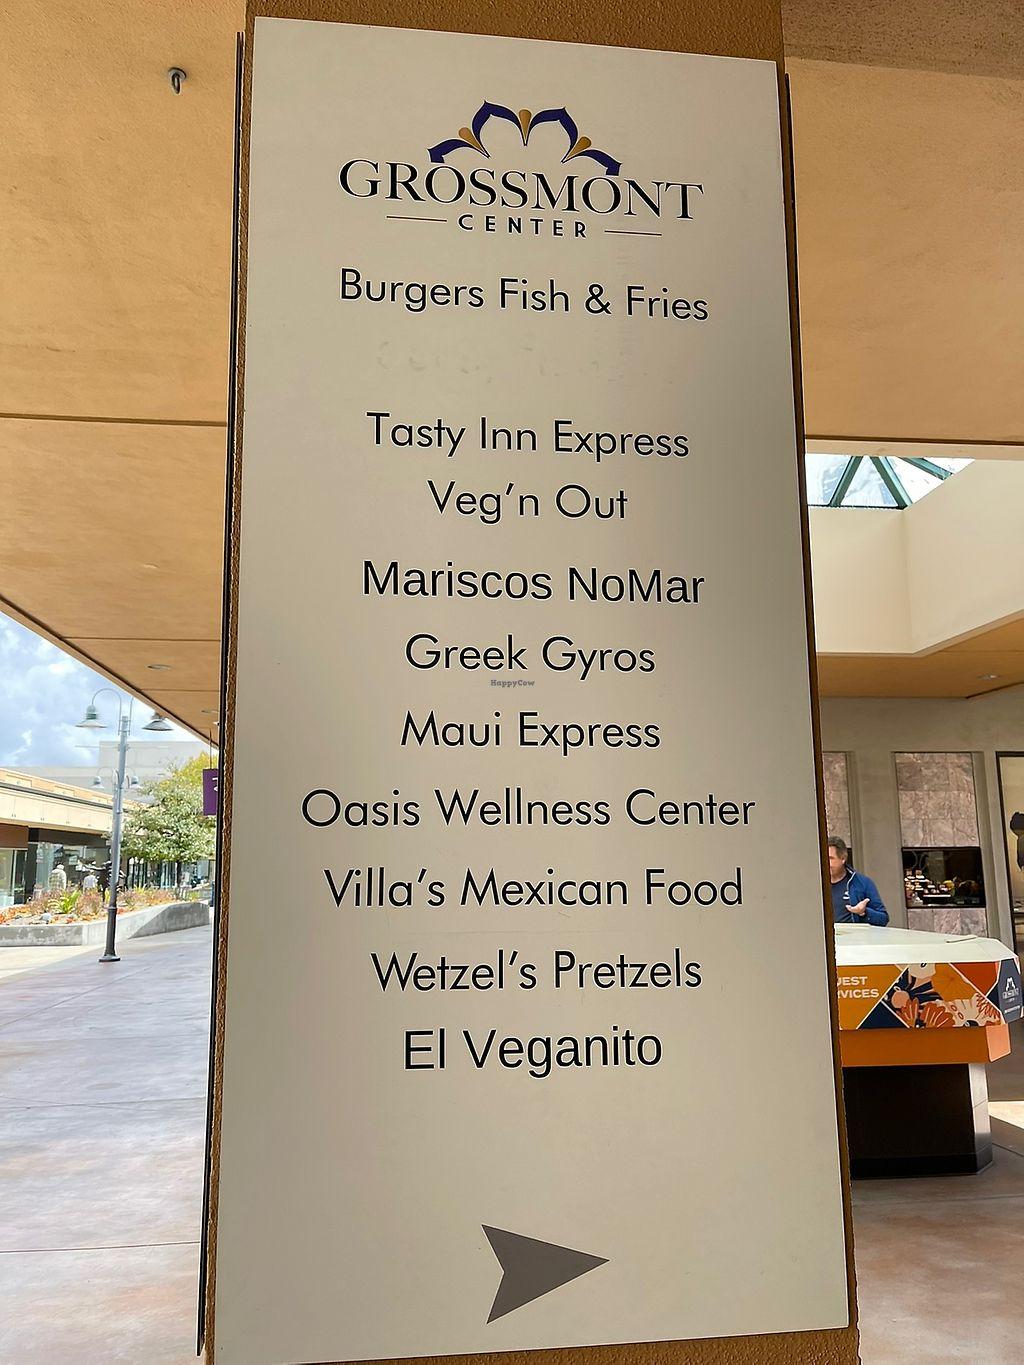 GROSSMONT
CENTER
Burgers Fish & Fries
Tasty Inn Express
Veg'n Out
Mariscos NoMar
Greek Gyros
HappyCow
Maui Express
Oasis Wellness Center
Villa's Mexican Food
Wetzel's Pretzels
El Veganito